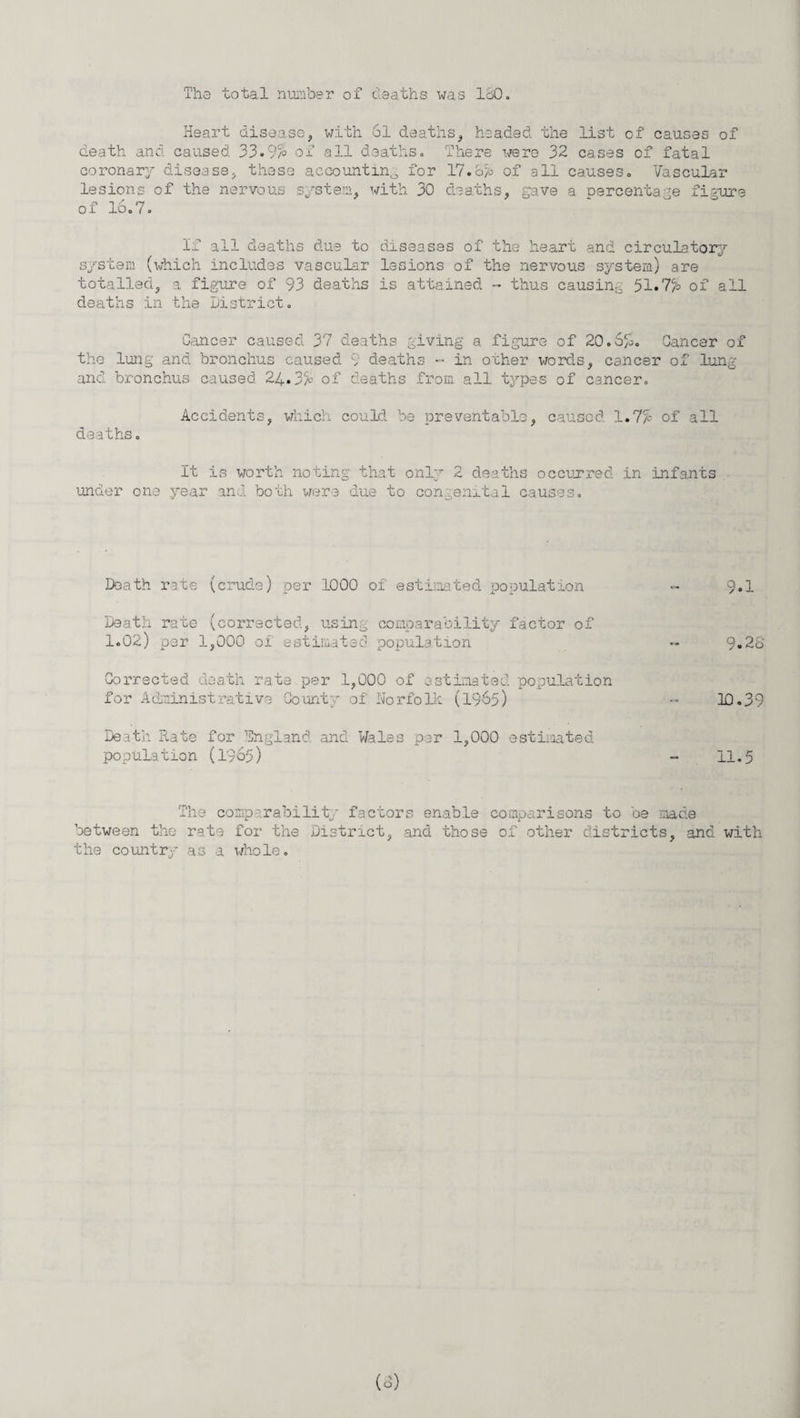 The total number of deaths was 180.
Heart disease, with 61 deaths, headed the list of causes of
death and caused 33.9% of all deaths. There were 32 cases of fatal
coronary disease, these accounting for 17.8% of all causes. Vascular
lesions of the nervous system, with 30 deaths, gave a percentage figure
of 16.7.
If all deaths due to diseases of the heart and circulatory
system (which includes vascular lesions of the nervous system) are
totalled, a figure of 93 deaths is attained - thus causing 51.7% of all
deaths in the District.
Cancer caused 37 deaths giving a figure of 20.6%. Cancer of
the lung and bronchus caused 9 deaths - in other words, cancer of lung
and bronchus caused 24.3% of deaths from all types of cancer.
Accidents, which could be preventable, caused 1.7% of all
deaths.
It is worth noting that only 2 deaths occurred in infants
under one year and both were due to congenital causes.
Death rate (crude) per 1000 of estimated population - 9.1
Death rate (corrected, using comparability factor of
1.02) per 1,000 of estimated population - 9.28
Corrected death rate per 1,000 of estimated population
for Administrative County of Norfolk (1965) - 10.39
Death Rate for England and Wales per 1,000 estimated
population (1965) - 11.5
The comparability factors enable comparisons to be made
between the rate for the District, and those of other districts, and with
the country as a whole.
(8)